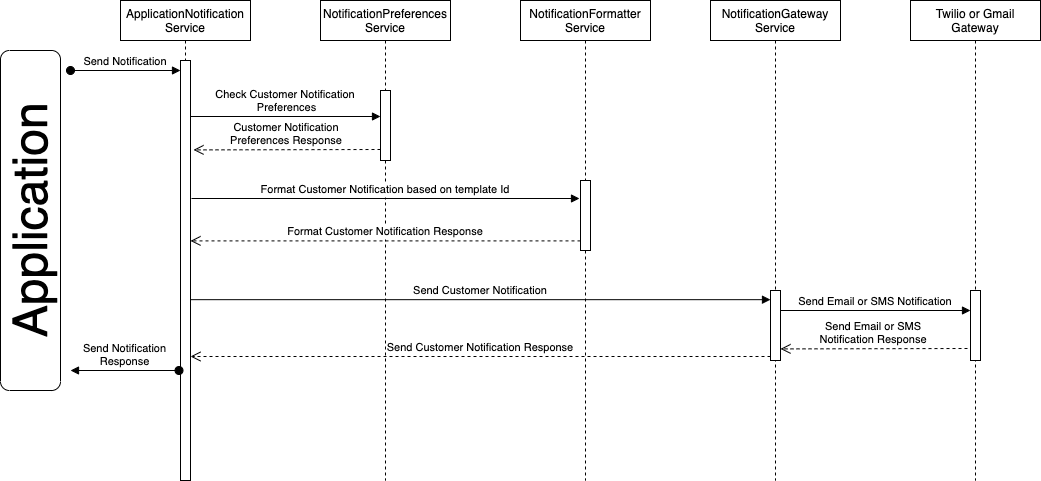 ApplicationNotification
Service
NotificationPreferences
Service
NotificationFormatter
Service
NotificationGateway
Service
Twilio or Gmail
Gateway
Application
Send Notification
Check Customer Notification
Preferences
Customer Notification
Preferences Response
Format Customer Notification based on template Id
Format Customer Notification Response
Send Customer Notification
Send Email or SMS Notification
Send Email or SMS
Notification Response
Send Customer Notification Response
Send Notification
Response